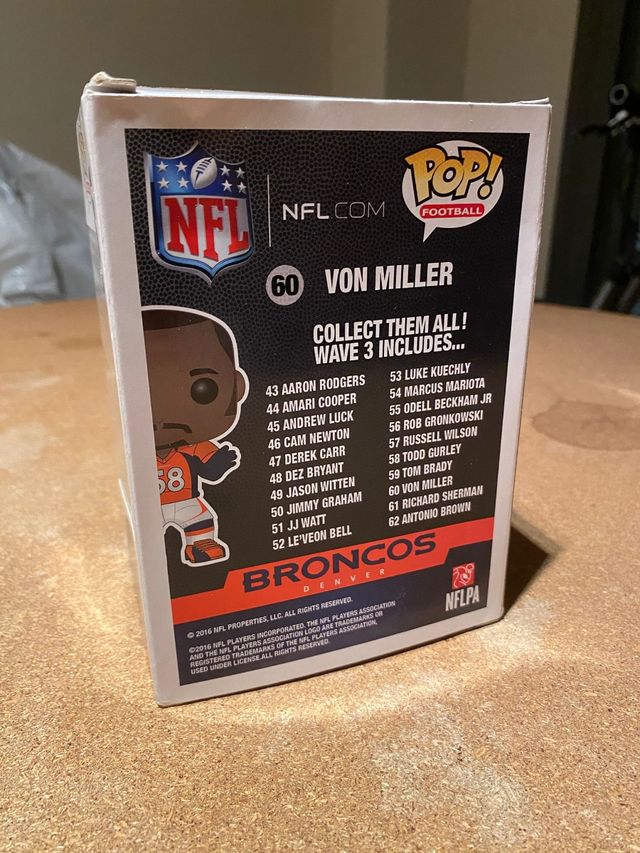 NFL
NFL.COM
POP!
FOOTBALL
60 VON MILLER
COLLECT THEM ALL!
WAVE 3 INCLUDES...
43 AARON RODGERS
44 AMARI COOPER
45 ANDREW LUCK
46 CAM NEWTON
47 DEREK CARR
48 DEZ BRYANT
49 JASON WITTEN
50 JIMMY GRAHAM
51 JJ WATT
52 LE'VEON BELL
53 LUKE KUECHLY
54 MARCUS MARIOTA
55 ODELL BECKHAM JR
56 ROB GRONKOWSKI
57 RUSSELL WILSON
58 TODD GURLEY
59 TOM BRADY
60 VON MILLER
61 RICHARD SHERMAN
62 ANTONIO BROWN
58
BRONCOS
DENVER
© 2016 NFL PROPERTIES, LLC. ALL RIGHTS RESERVED.
©2016 NFL PLAYERS INCORPORATED. THE NFL PLAYERS ASSOCIATION
AND THE NFL PLAYERS ASSOCIATION LOGO ARE TRADEMARKS OR
REGISTERED TRADEMARKS OF THE NFL PLAYERS ASSOCIATION,
USED UNDER LICENSE.ALL RIGHTS RESERVED.
NFLPA